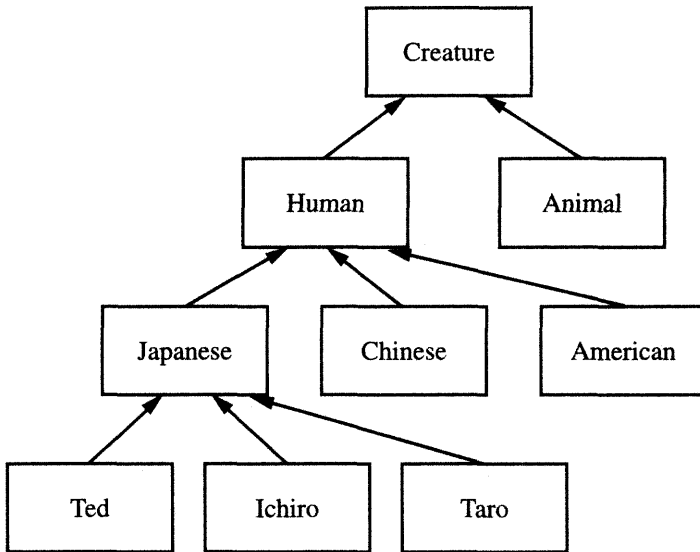 Creature
Human
Animal
Japanese
Chinese
American
Ted
Ichiro
Taro